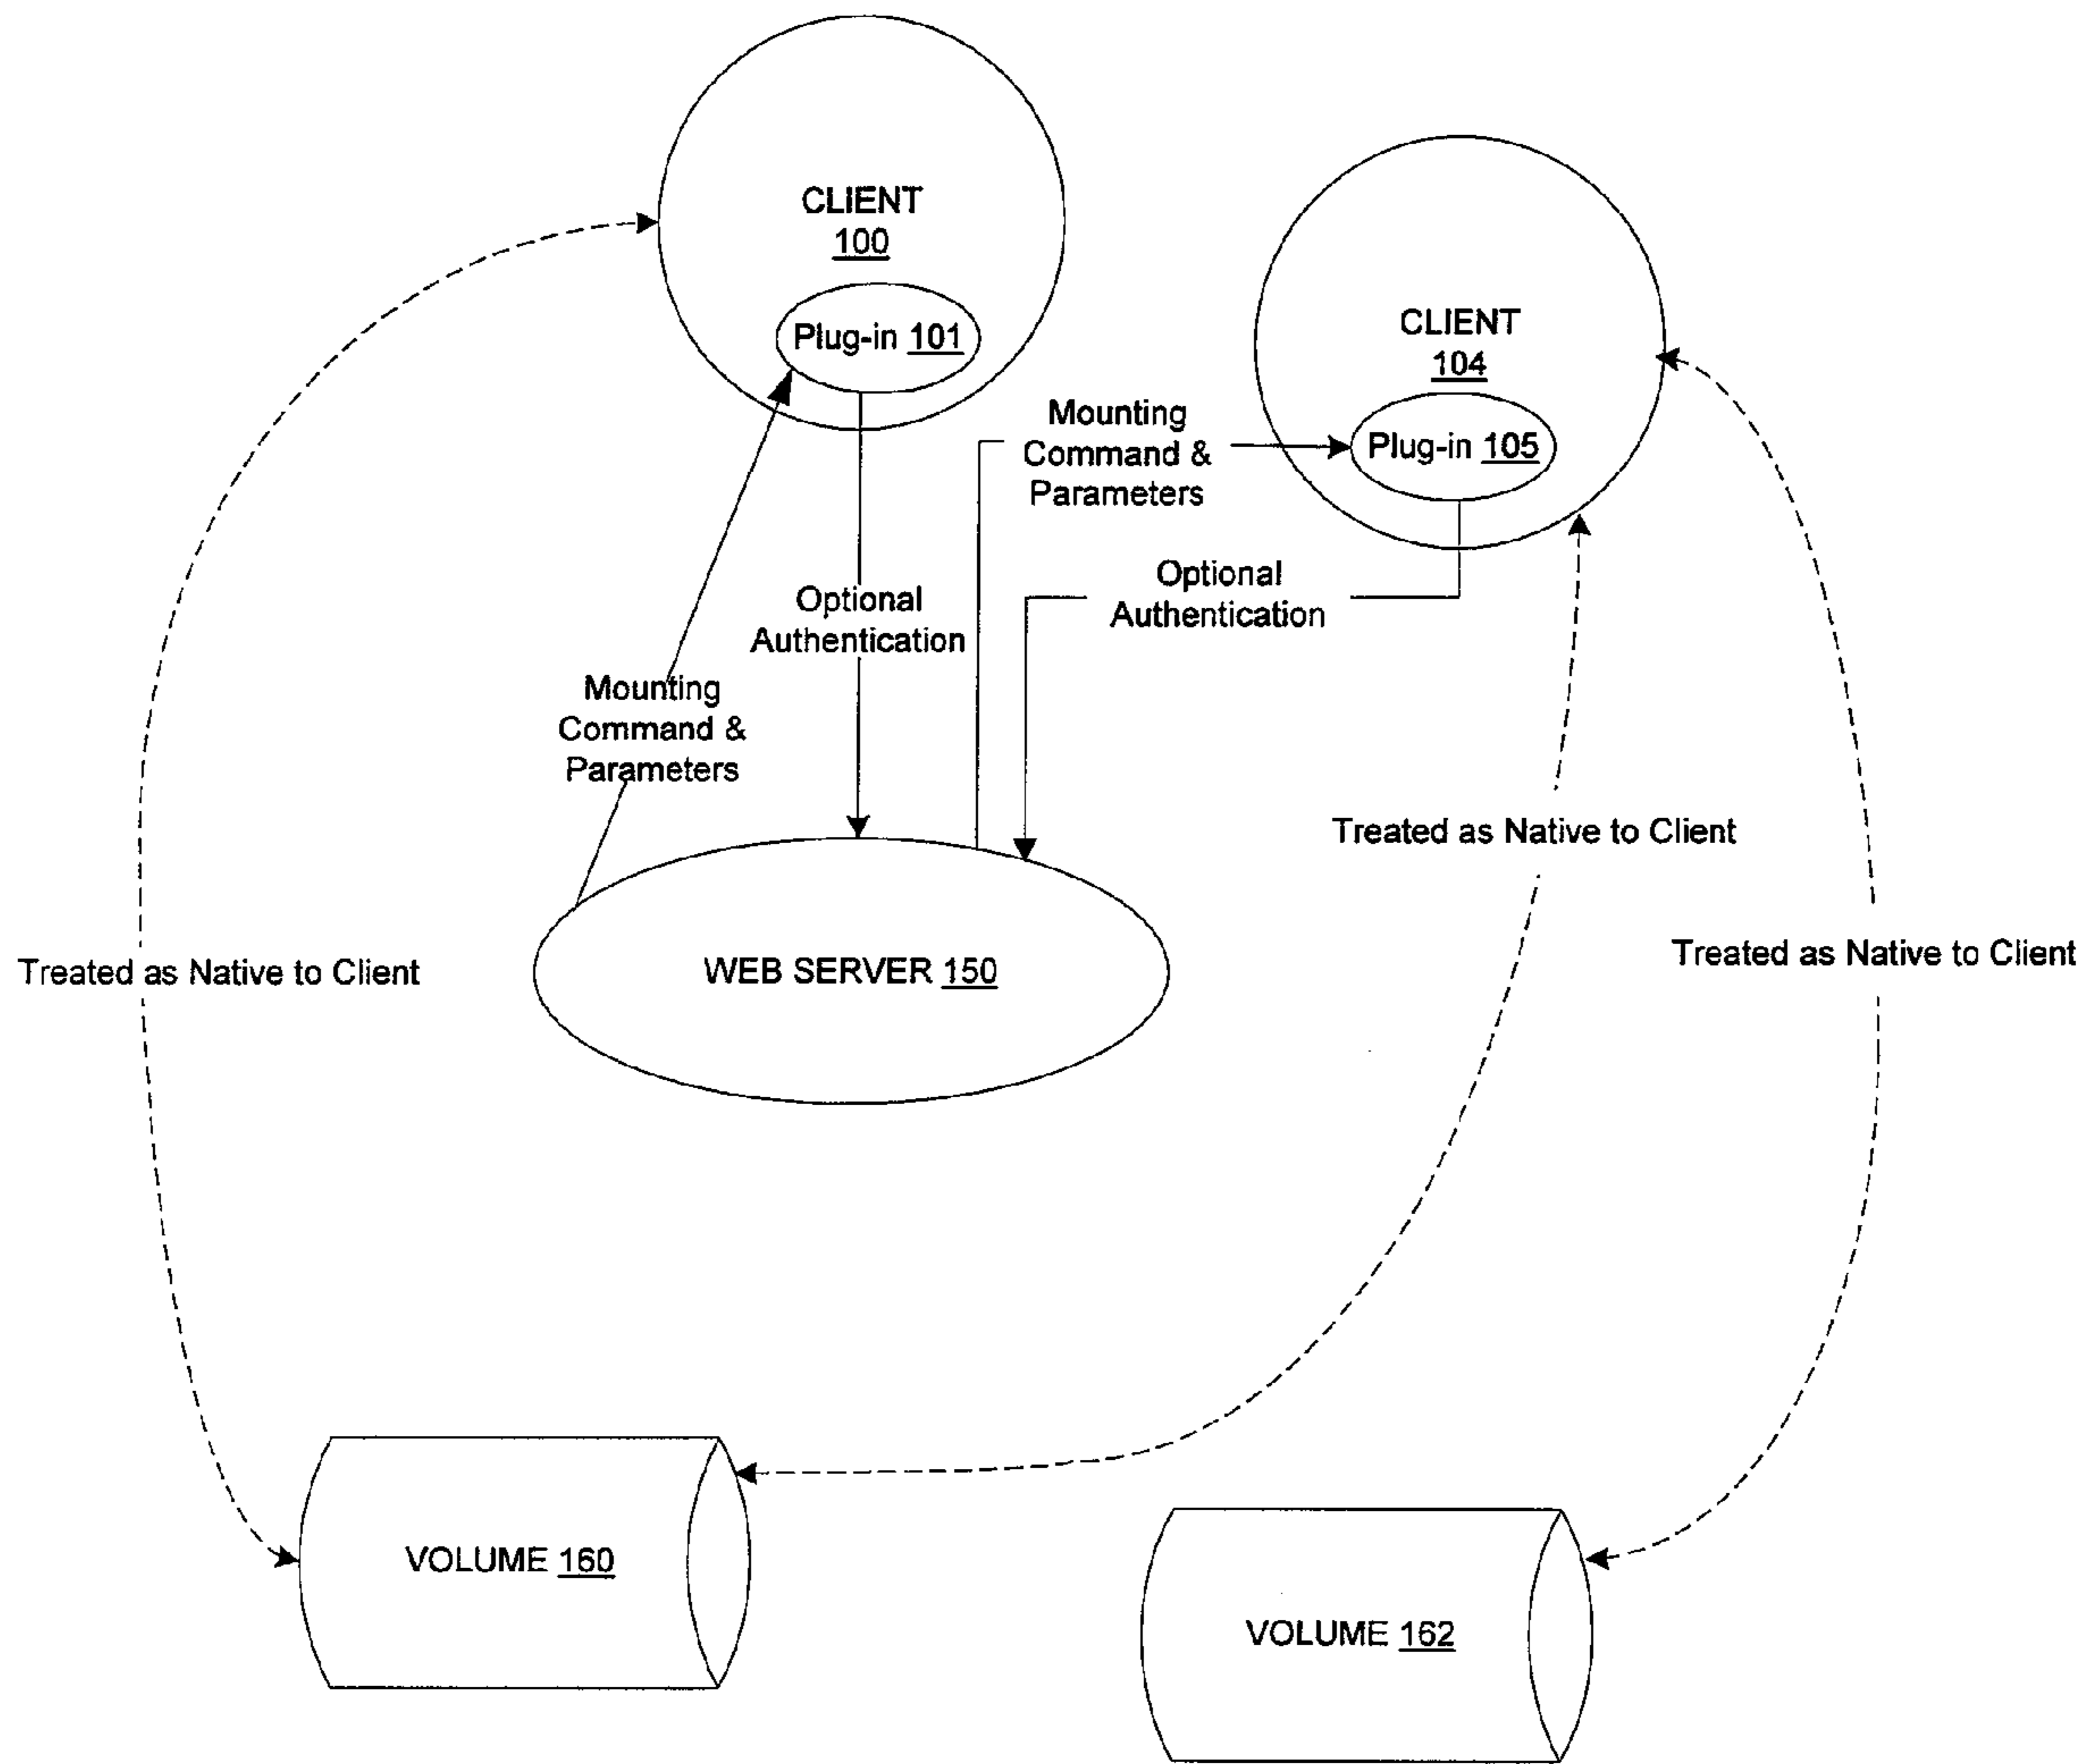 CLIENT
100
Plug-in 101
CLIENT
104
Plug-in 105
Mounting
Command &
Parameters
Optional
Authentication
Optional
Authentication
Mounting
Command &
Parameters
Treated as Native to Client
Treated as Native to Client
Treated as Native to Client
WEB SERVER 150
VOLUME 160
VOLUME 162